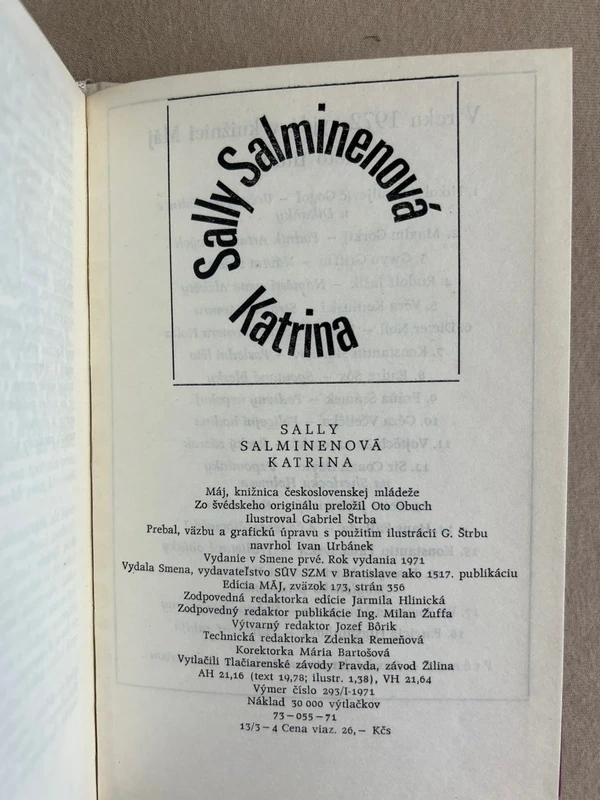 Sally Salminenová
Katrina
SALLY
SALMINENOVÁ
KATRINA
Máj, knižnica československej mládeže
Zo švédskeho originálu preložil Oto Obuch
Ilustroval Gabriel Štrba
Prebal, väzbu a grafickú úpravu s použitím ilustrácií G. Štrbu
navrhol Ivan Urbánek
Vydanie v Smene prvé. Rok vydania 1971
Vydala Smena, vydavateľstvo SÚV SZM v Bratislave ako 1517. publikáciu
Edícia MÁJ, zväzok 173, strán 356
Zodpovedná redaktorka edície Jarmila Hlinická
Zodpovedný redaktor publikácie Ing. Milan Žuffa
Výtvarný redaktor Jozef Bôrik
Technická redaktorka Zdenka Remeňová
Korektorka Mária Bartošová
Vytlačili Tlačiarenské závody Pravda, závod Žilina
AH 21,16 (text 19,78; ilustr. 1,38), VH 21,64
Výmer číslo 293/I-1971
Náklad 30 000 výtlačkov
73—055—71
13/3—4 Cena viaz. 26,— Kčs